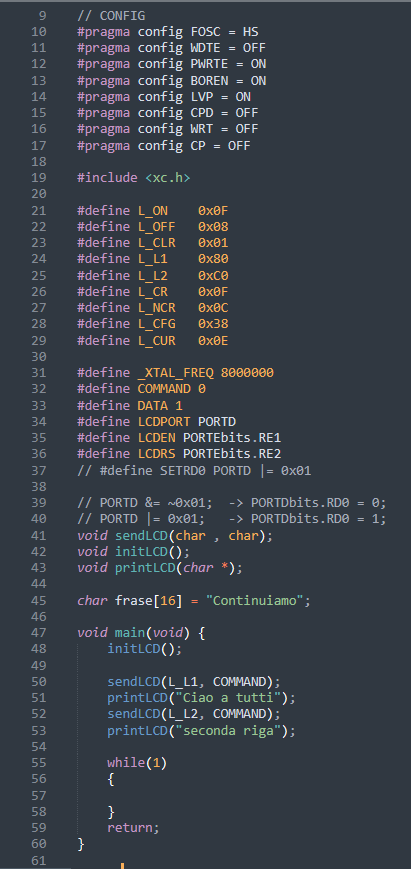 9 // CONFIG
10 #pragma config FOSC = HS
11 #pragma config WDTE = OFF
12 #pragma config PWRTE = ON
13 #pragma config BOREN = ON
14 #pragma config LVP = ON
15 #pragma config CPD = OFF
16 #pragma config WRT = OFF
17 #pragma config CP = OFF
18
19 #include <xc.h>
20
21 #define L_ON    0x0F
22 #define L_OFF   0x08
23 #define L_CLR   0x01
24 #define L_L1    0x80
25 #define L_L2    0xC0
26 #define L_CR    0x0F
27 #define L_NCR   0x0C
28 #define L_CFG   0x38
29 #define L_CUR   0x0E
30
31 #define _XTAL_FREQ 8000000
32 #define COMMAND 0
33 #define DATA 1
34 #define LCDPORT PORTD
35 #define LCDEN PORTEbits.RE1
36 #define LCDRS PORTEbits.RE2
37 // #define SETRD0 PORTD |= 0x01
38
39 // PORTD &= ~0x01;  -> PORTDbits.RD0 = 0;
40 // PORTD |= 0x01;   -> PORTDbits.RD0 = 1;
41 void sendLCD(char , char);
42 void initLCD();
43 void printLCD(char *);
44
45 char frase[16] = "Continuiamo";
46
47 void main(void) {
48     initLCD();
49
50     sendLCD(L_L1, COMMAND);
51     printLCD("Ciao a tutti");
52     sendLCD(L_L2, COMMAND);
53     printLCD("seconda riga");
54
55     while(1)
56     {
57
58     }
59     return;
60 }
61